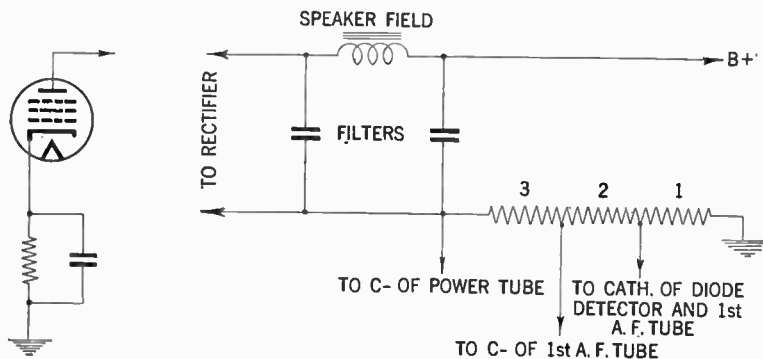 SPEAKER FIELD
B+
TO RECTIFIER
FILTERS
3 2 1
TO C- OF POWER TUBE
TO CATH. OF DIODE
DETECTOR AND 1st
A.F. TUBE
TO C- OF 1st A.F. TUBE